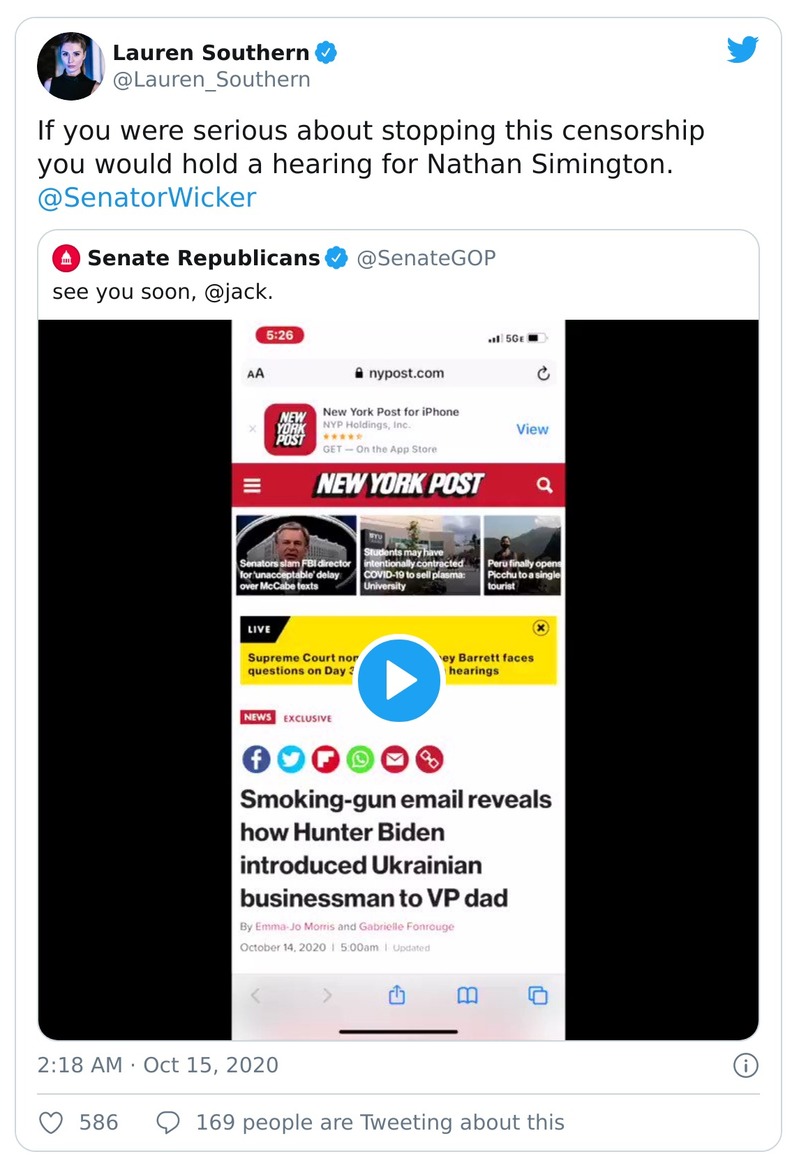 Lauren Southern
@Lauren_Southern
If you were serious about stopping this censorship
you would hold a hearing for Nathan Simington.
@SenatorWicker
Senate Republicans @SenateGOP
see you soon, @jack.
5:26
5GE
AA nypost.com
NEW YORK POST
New York Post for iPhone
NYP Holdings, Inc.
GET — On the App Store
View
NEW YORK POST
Senators slam FBI director
for 'unacceptable' delay
over McCabe texts
NYU
Students may have
intentionally contracted
COVID-19 to sell plasma:
University
Peru finally opens
Picchu to a single
tourist
LIVE
Supreme Court ey Barrett faces
questions on Day hearings
NEWS EXCLUSIVE
Smoking-gun email reveals
how Hunter Biden
introduced Ukrainian
businessman to VP dad
By Emma-Jo Morris and Gabrielle Fonrouge
October 14, 2020 | 5:00am | Updated
2:18 AM · Oct 15, 2020
586 169 people are Tweeting about this